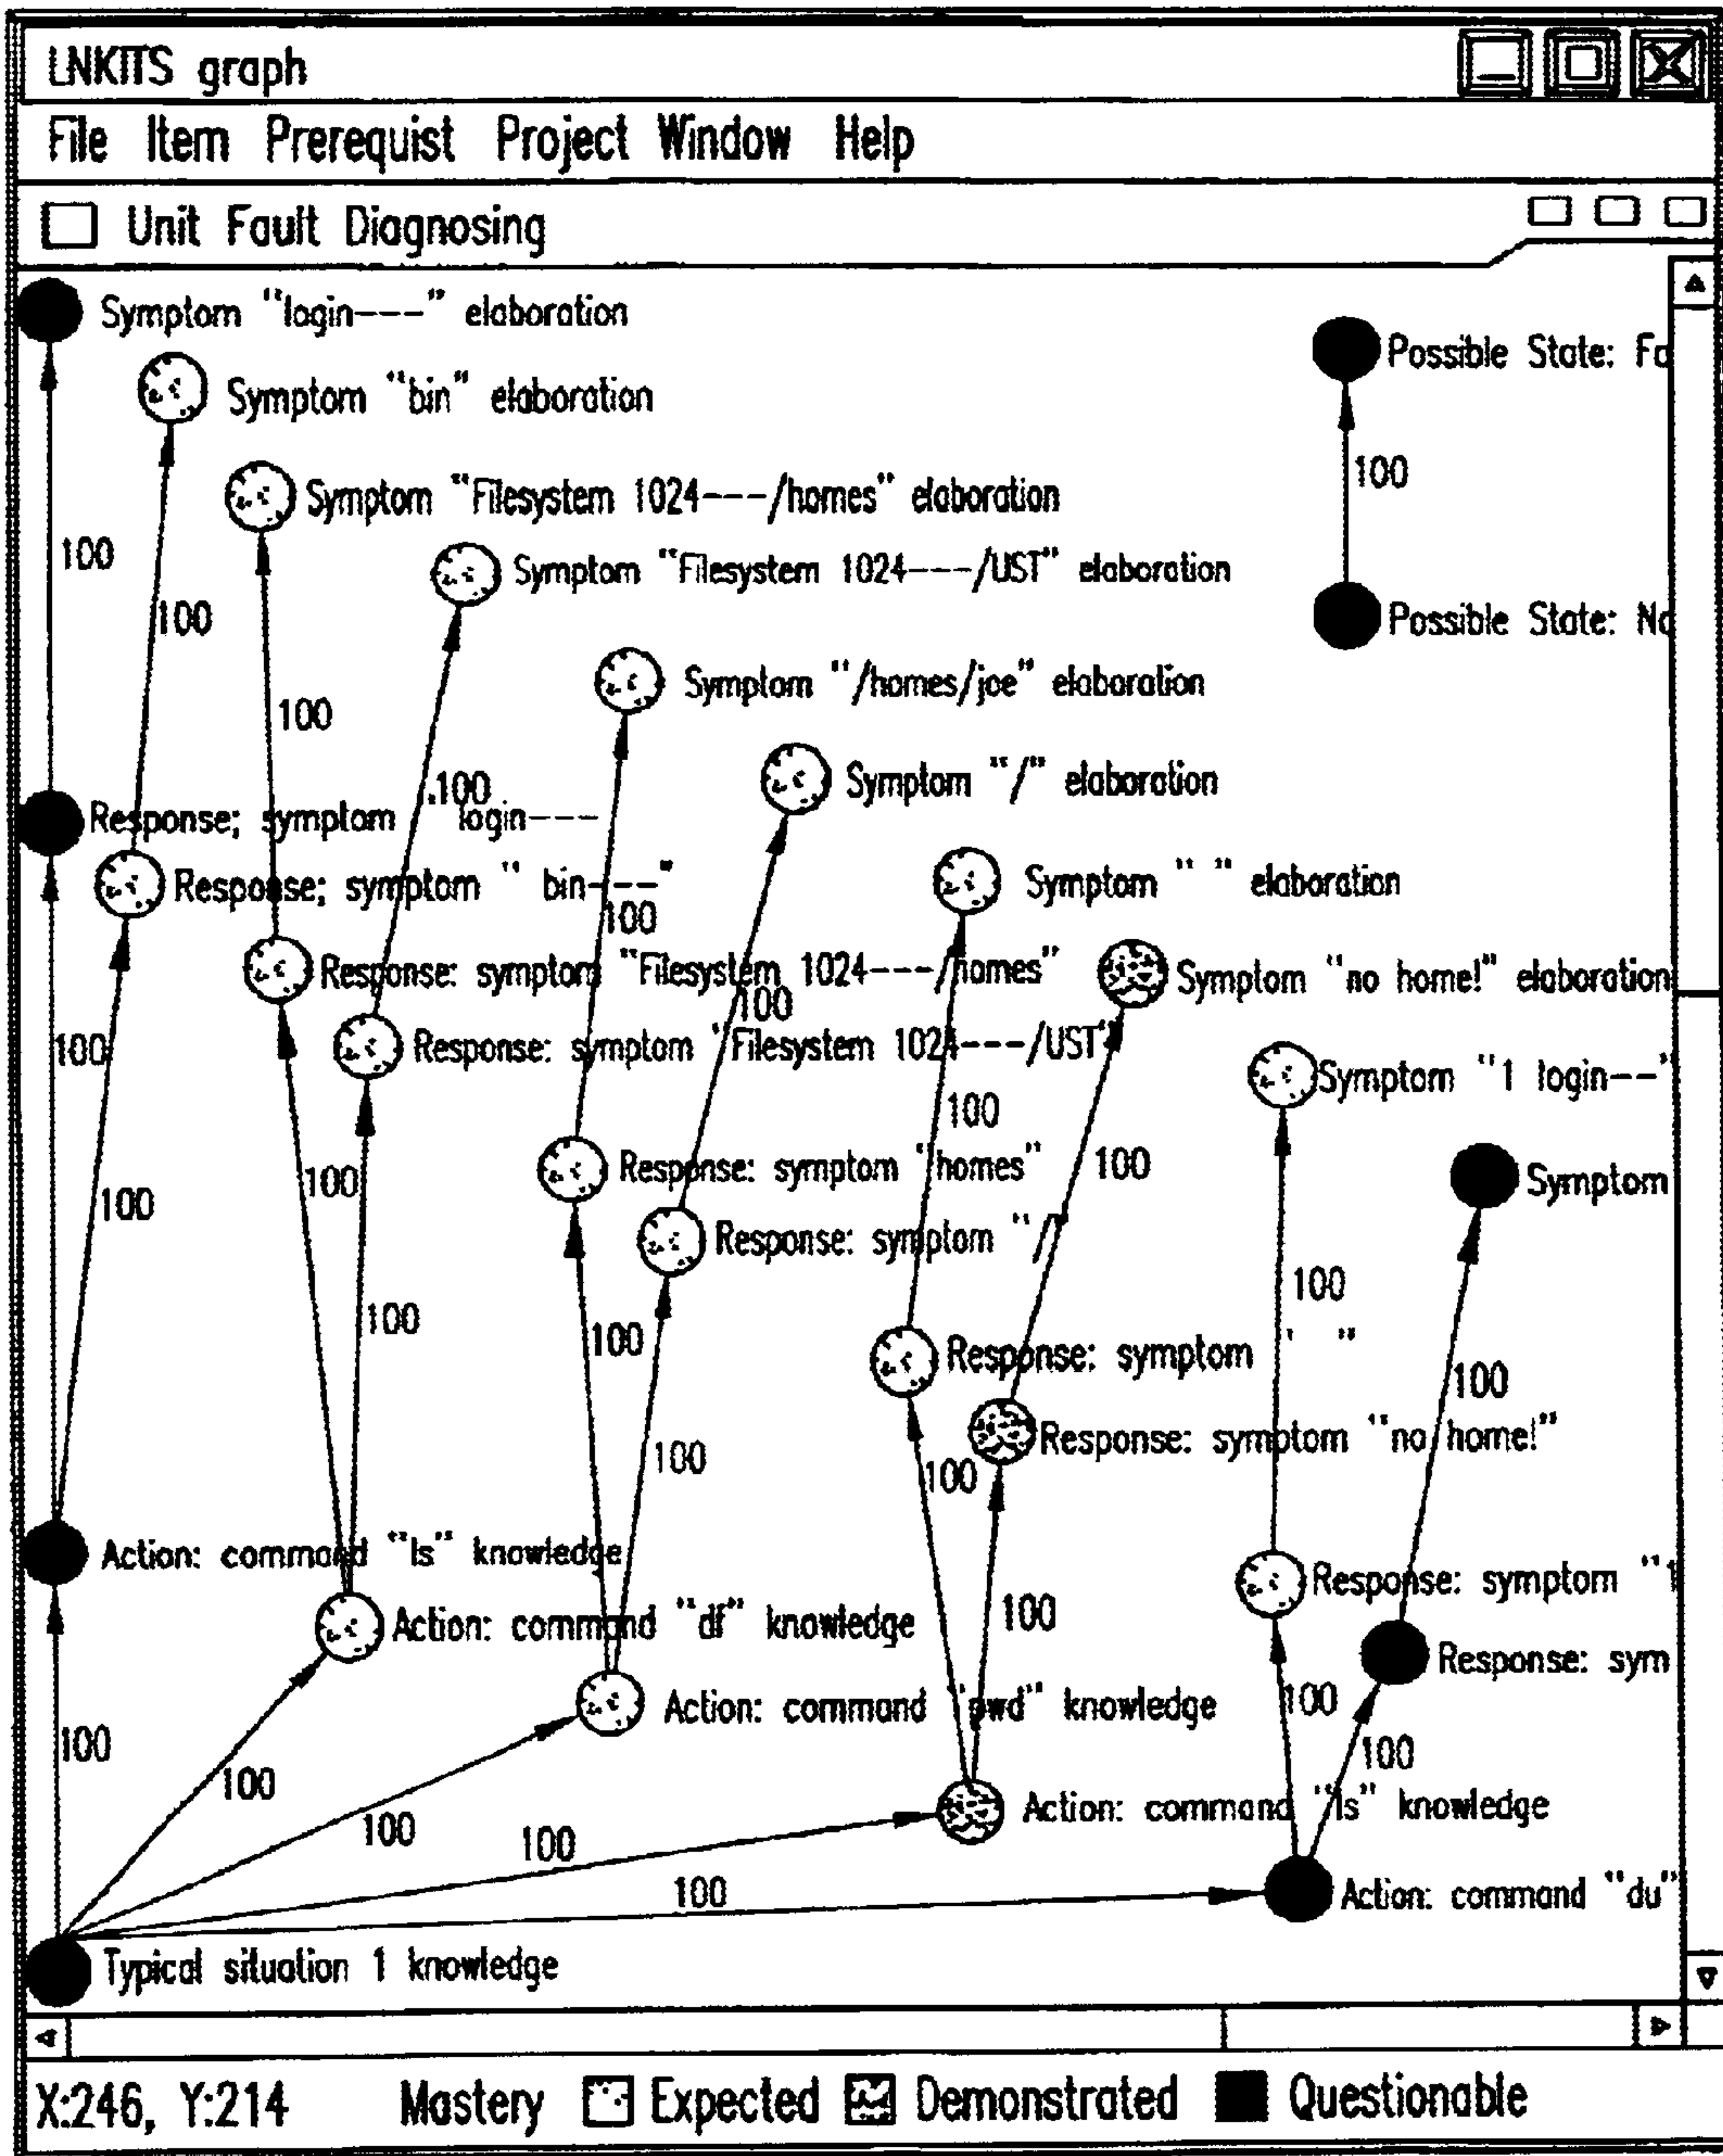 LNKITS graph
File Item Prerequist Project Window Help
Unit Fault Diagnosing
Symptom "login---" elaboration
Possible State: Fa
Symptom "bin" elaboration
100
Symptom "Filesystem 1024---/homes" elaboration
100
Symptom "Filesystem 1024---/UST" elaboration
100
Possible State: No
Symptom "/homes/joe" elaboration
100
Symptom "/" elaboration
.100
Response; symptom login---
Response; symptom " bin---"
Symptom " " elaboration
100
Response: symptom "Filesystem 1024---/homes"
Symptom "no home!" elaboration
100
100
Response: symptom "Filesystem 1024---/UST"
Symptom "1 login--"
100
100
Response: symptom "homes"
Symptom
100
100
Response: symptom "/"
100
100
100
Response: symptom ' "
100
Response: symptom "no home!"
100
100
Action: command "ls" knowledge
Response: symptom "1
Action: command "df" knowledge
100
Response: sym
Action: command "pwd" knowledge
100
100
100
100
Action: command "ls" knowledge
100
100
100
Action: command "du"
Typical situation 1 knowledge
X:246, Y:214 Mastery Expected Demonstrated Questionable